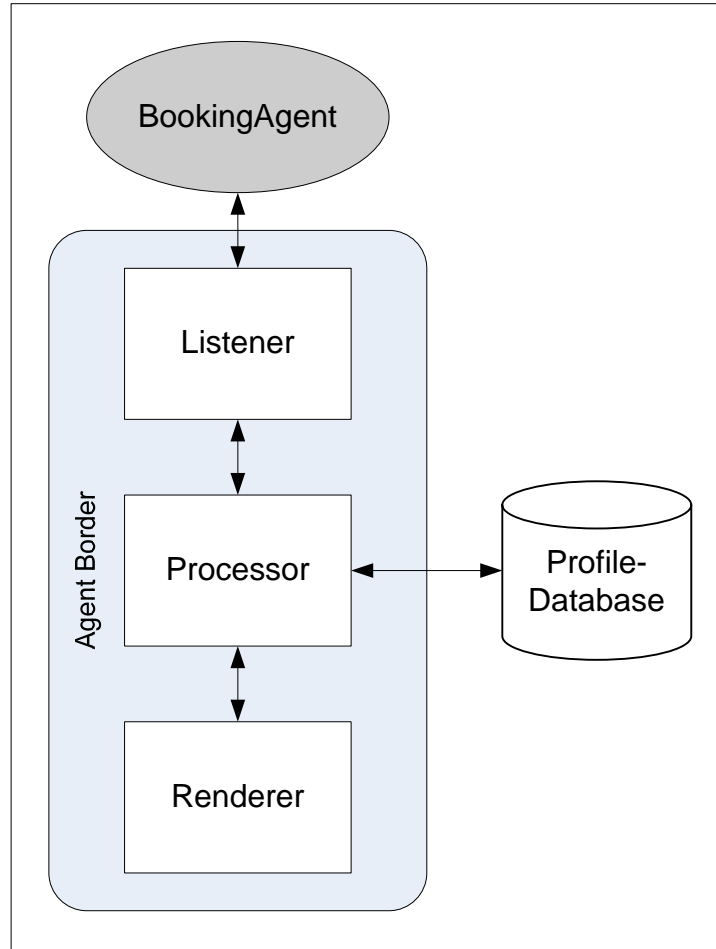 BookingAgent
Listener
Agent Border
Processor
Profile-
Database
Renderer